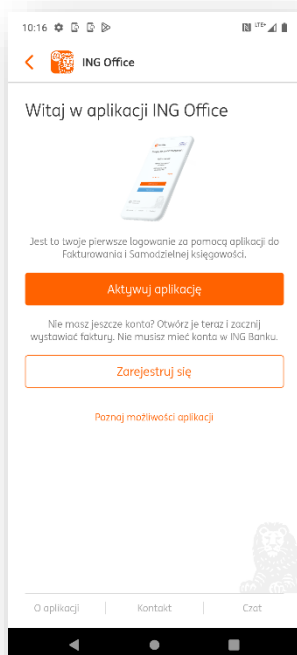 10:16
LTE+
ING Office
Witaj w aplikacji ING Office
Jest to twoje pierwsze logowanie za pomocą aplikacji do
Fakturowania i Samodzielnej księgowości.
Aktywuj aplikację
Nie masz jeszcze konta? Otwórz je teraz i zacznij
wystawiać faktury. Nie musisz mieć konta w ING Banku.
Zarejestruj się
Poznaj możliwości aplikacji
O aplikacji
Kontakt
Czat